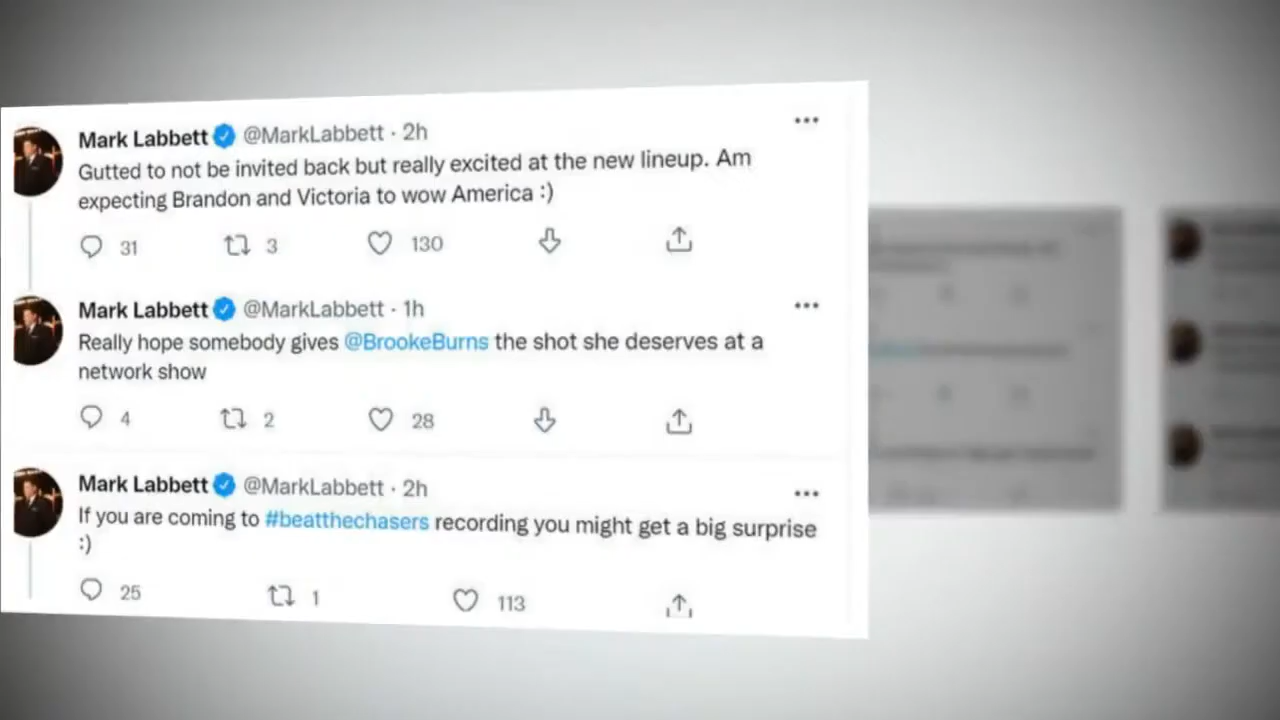 Mark Labbett @MarkLabbett · 2h
Gutted to not be invited back but really excited at the new lineup. Am
expecting Brandon and Victoria to wow America :)
31 3 130
Mark Labbett @MarkLabbett · 1h
Really hope somebody gives @BrookeBurns the shot she deserves at a
network show
4 2 28
Mark Labbett @MarkLabbett · 2h
If you are coming to #beatthechasers recording you might get a big surprise
:)
25 1 113